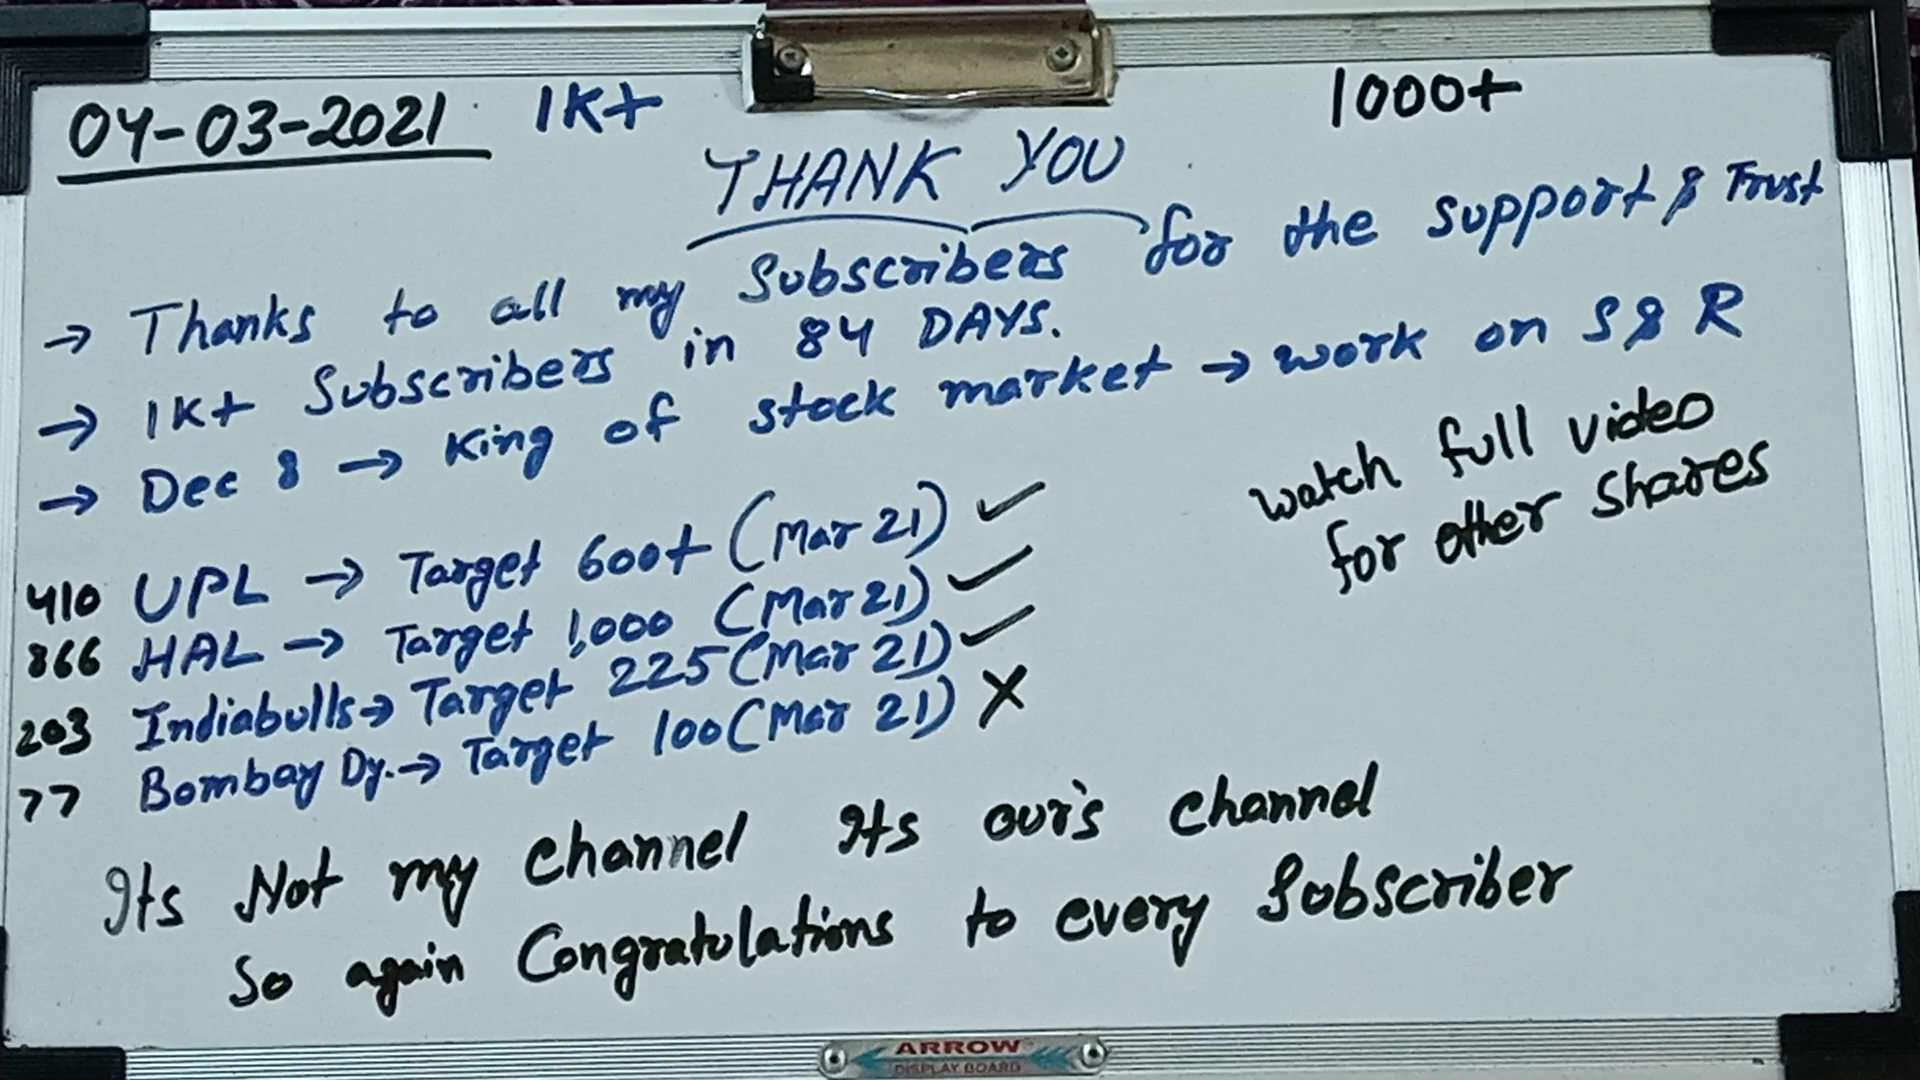 04-03-2021 1K+ 1000+
THANK YOU
→ Thanks to all my Subscribers for the support & Trust
→ 1K+ Subscribers in 84 DAYS.
→ Dec 8 → King of stock market → work on S & R
watch full video
for other shares
410 UPL → Target 600+ (Mar 21) ✓
866 HAL → Target 1,000 (Mar 21) ✓
203 Indiabulls → Target 225 (Mar 21) ✓
77 Bombay Dy. → Target 100 (Mar 21) X
Its Not my channel Its our's channel
So again Congratulations to every Subscriber
ARROW
DISPLAY BOARD